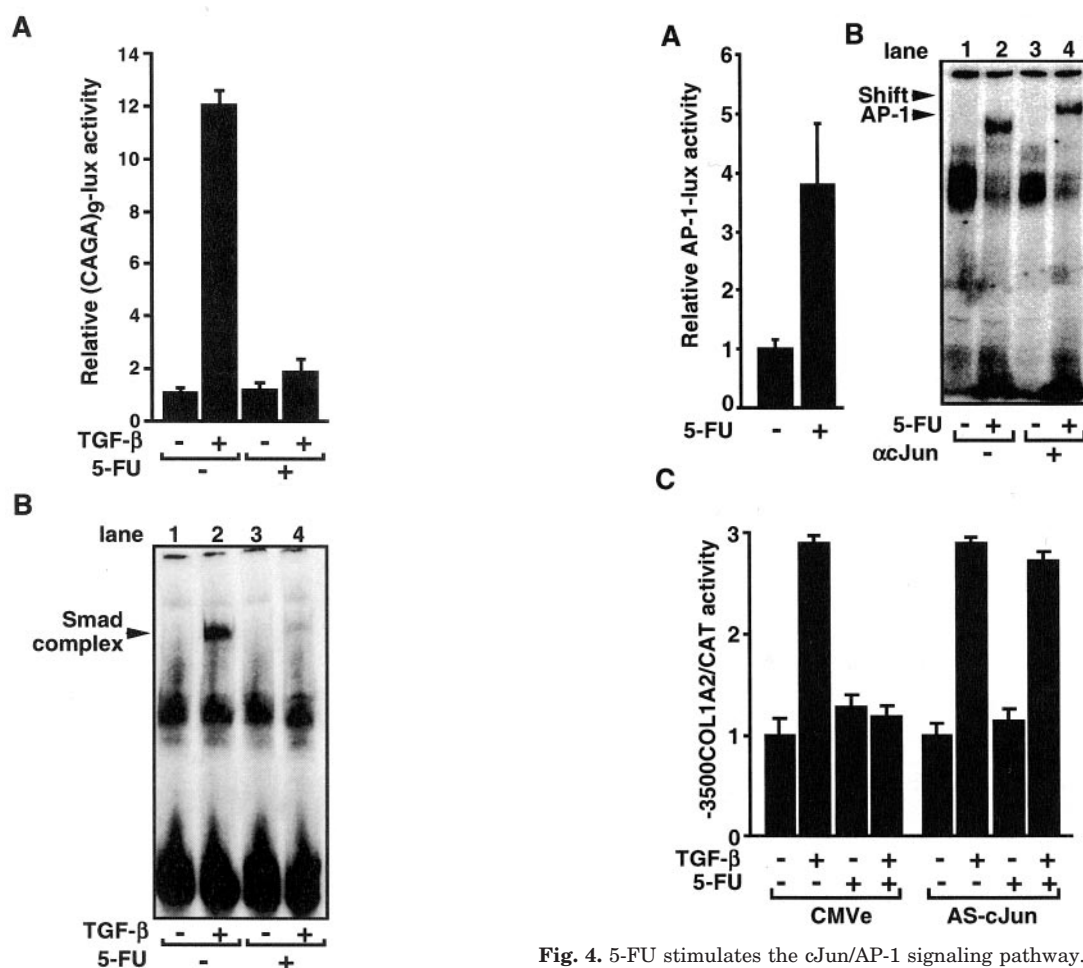 A
Relative (CAGA)9-lux activity
14
12
10
8
6
4
2
0
TGF-β - + - +
5-FU - +
B
lane 1 2 3 4
Smad
complex
TGF-β - + - +
5-FU - +
A
Relative AP-1-lux activity
6
5
4
3
2
1
0
5-FU - +
B
lane 1 2 3 4
Shift
AP-1
5-FU - + - +
αcJun - +
C
-3500COL1A2/CAT activity
3
2
1
0
TGF-β - + - + - + - +
5-FU - - + + - - + +
CMVe AS-cJun
Fig. 4. 5-FU stimulates the cJun/AP-1 signaling pathway.